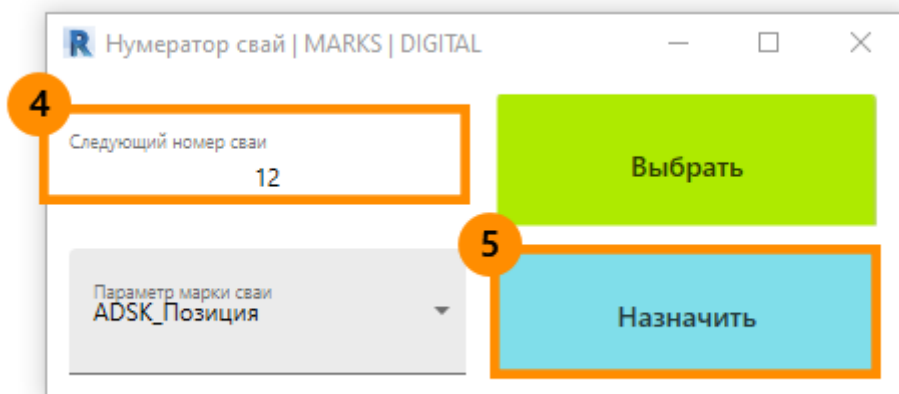 R Нумератор свай | MARKS | DIGITAL
4
Следующий номер сваи
12
Выбрать
5
Параметр марки сваи
ADSK_Позиция
Назначить